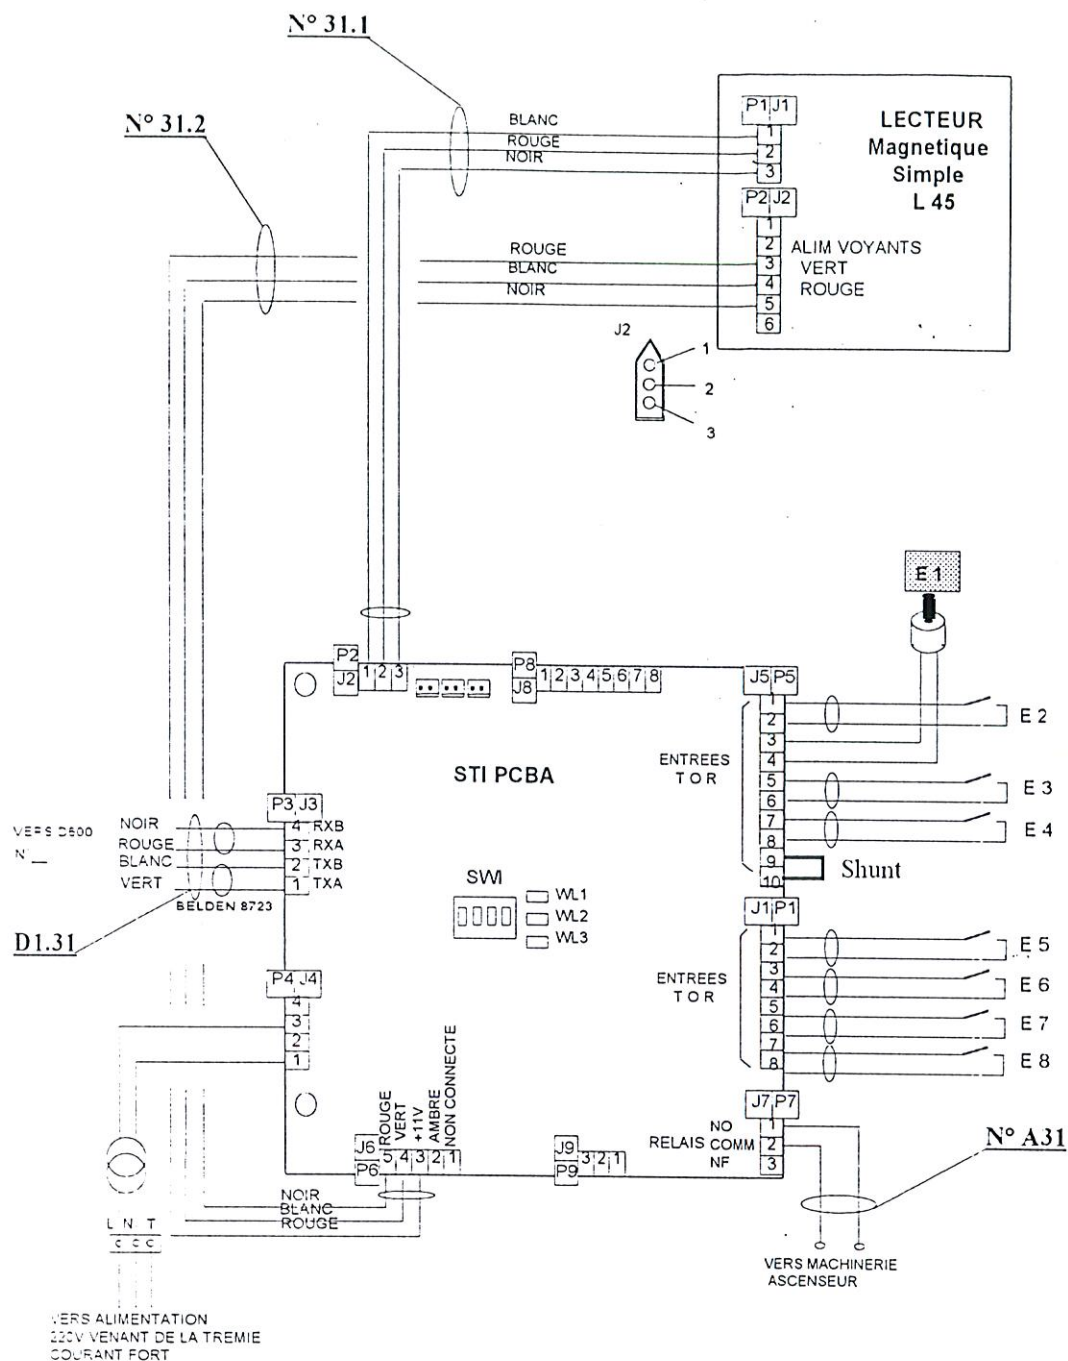 N° 31.1
N° 31.2
BLANC
ROUGE
NOIR
P1 J1
1
2
3
LECTEUR
Magnetique
Simple
L 45
P2 J2
1
2
3
4
5
6
ALIM VOYANTS
VERT
ROUGE
ROUGE
BLANC
NOIR
J2
1
2
3
E 1
P2
J2
1 2 3
P8
J8
1 2 3 4 5 6 7 8
J5 P5
1
2
3
4
5
6
7
8
9
10
ENTREES
T O R
E 2
E 3
E 4
Shunt
STI PCBA
P3 J3
4 RXB
3 RXA
2 TXB
1 TXA
NOIR
ROUGE
BLANC
VERT
BELDEN 8723
VERS D600
N°__
D1.31
SWI
WL1
WL2
WL3
J1 P1
1
2
3
4
5
6
7
8
ENTREES
T O R
E 5
E 6
E 7
E 8
P4 J4
4
3
2
1
ROUGE
VERT
+11V
AMBRE
NON CONNECTE
J6
P6
5 4 3 2 1
J9
P9
3 2 1
J7 P7
1
2
3
NO
RELAIS COMM
NF
N° A31
NOIR
BLANC
ROUGE
L N T
C C C
VERS MACHINERIE
ASCENSEUR
VERS ALIMENTATION
220V VENANT DE LA TREMIE
COURANT FORT